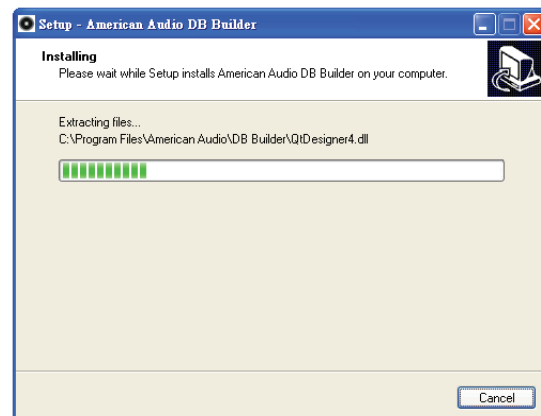 Setup - American Audio DB Builder
Installing
Please wait while Setup installs American Audio DB Builder on your computer.
Extracting files...
C:\Program Files\American Audio\DB Builder\QtDesigner4.dll
Cancel